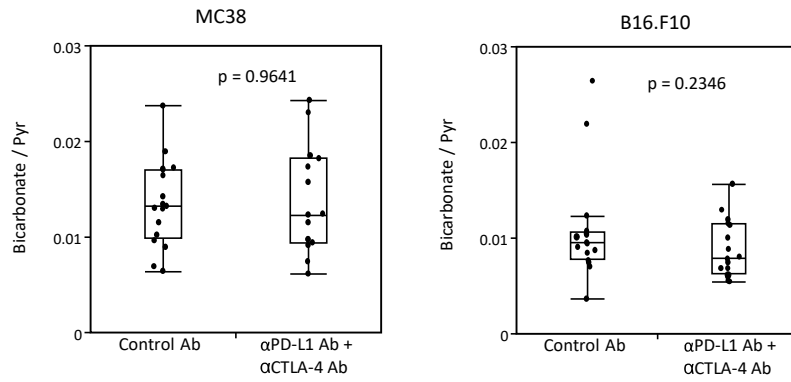 MC38
0.03
p = 0.9641
0.02
Bicarbonate / Pyr
0.01
0
Control Ab
αPD-L1 Ab +
αCTLA-4 Ab
B16.F10
0.03
p = 0.2346
0.02
Bicarbonate / Pyr
0.01
0
Control Ab
αPD-L1 Ab +
αCTLA-4 Ab